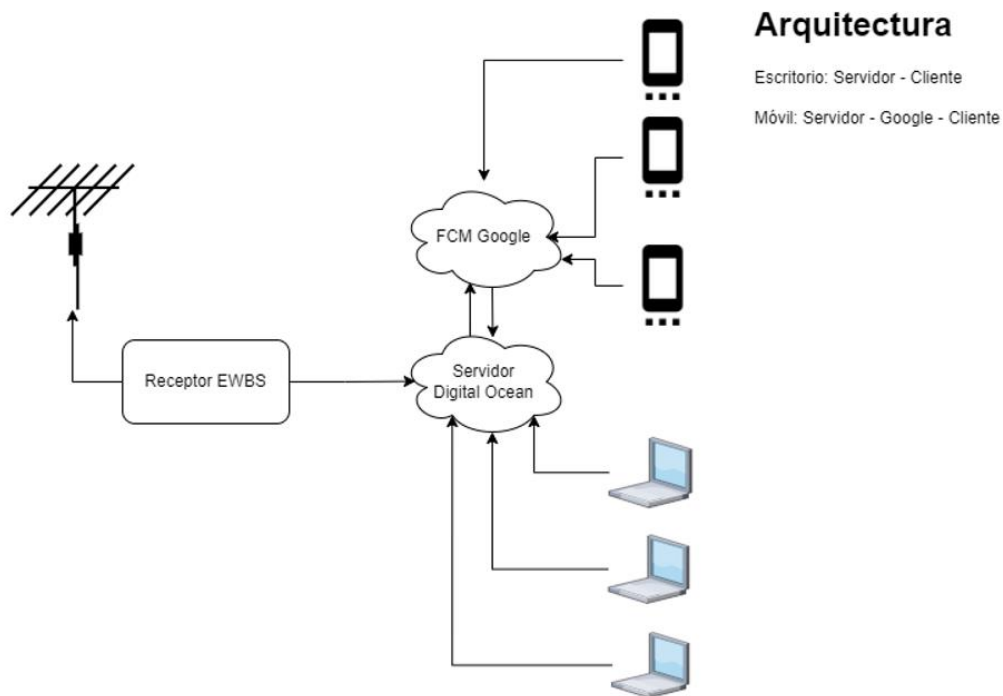 Arquitectura
Escritorio: Servidor - Cliente
Móvil: Servidor - Google - Cliente
FCM Google
Receptor EWBS
Servidor
Digital Ocean